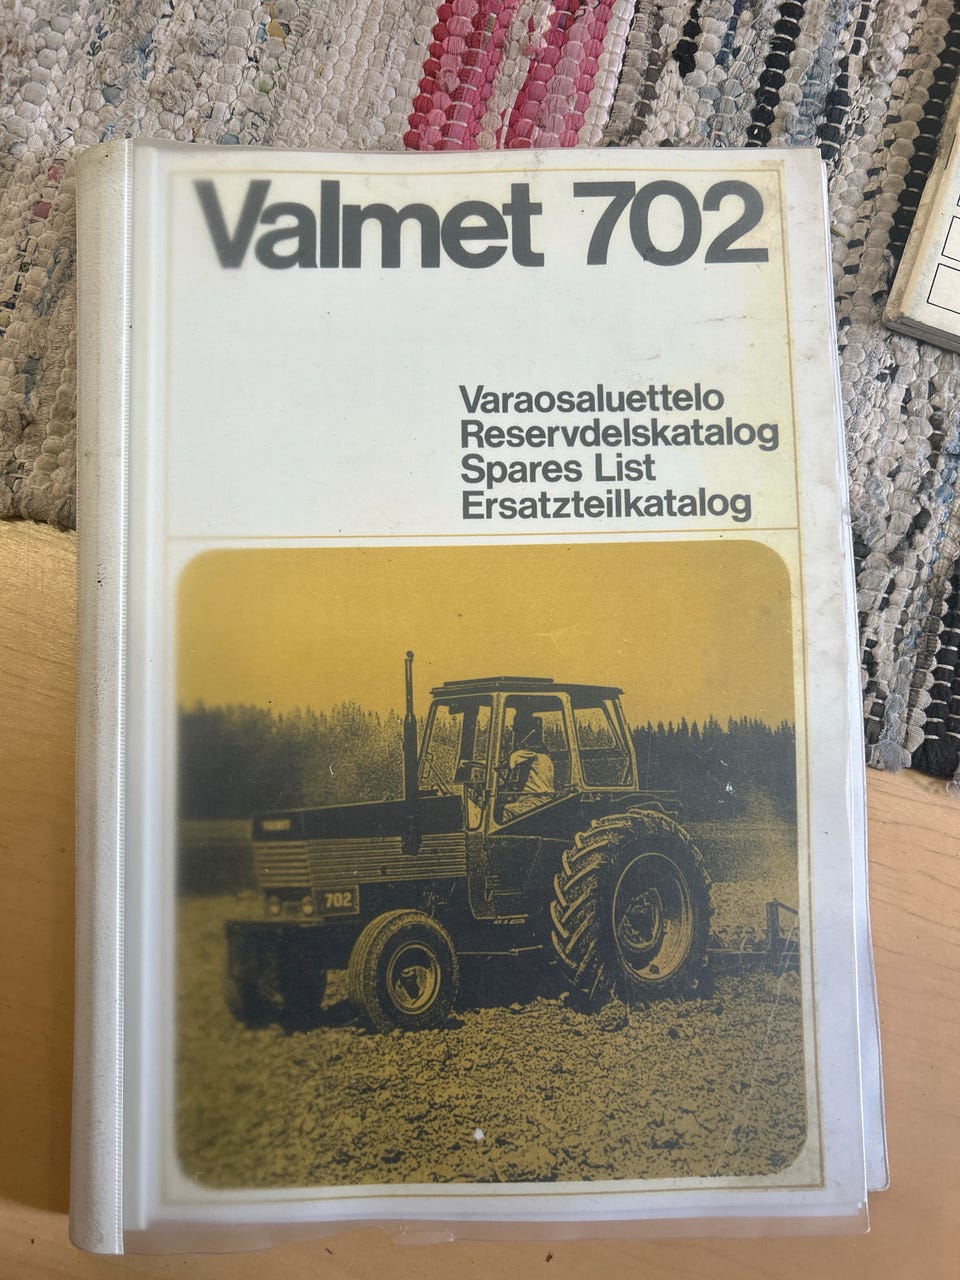 Valmet 702
Varaosaluettelo
Reservdelskatalog
Spares List
Ersatzteilkatalog
702